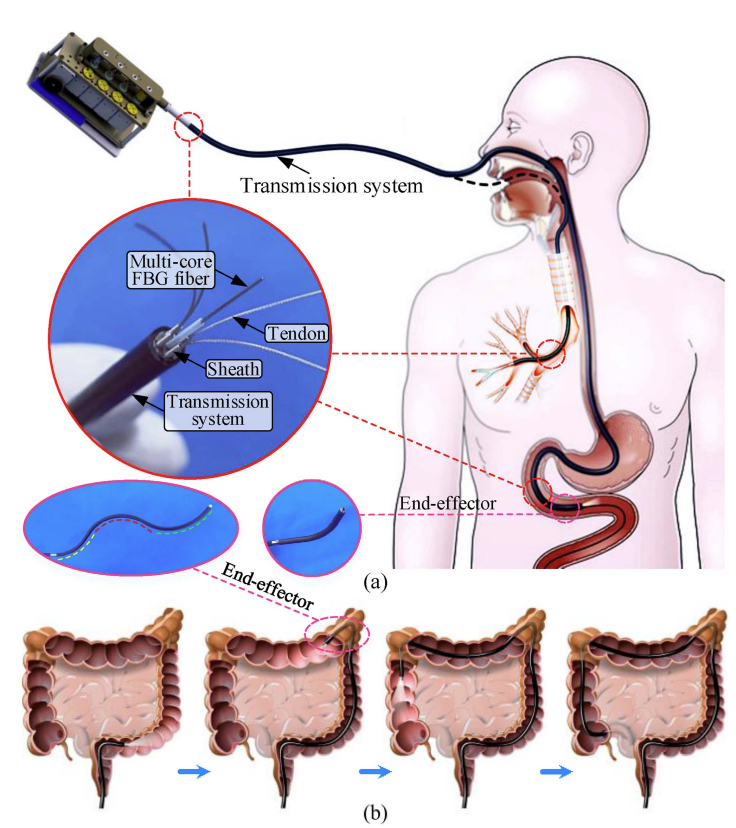 Transmission system
Multi-core
FBG fiber
Tendon
Sheath
Transmission
system
End-effector
(a)
End-effector
(b)